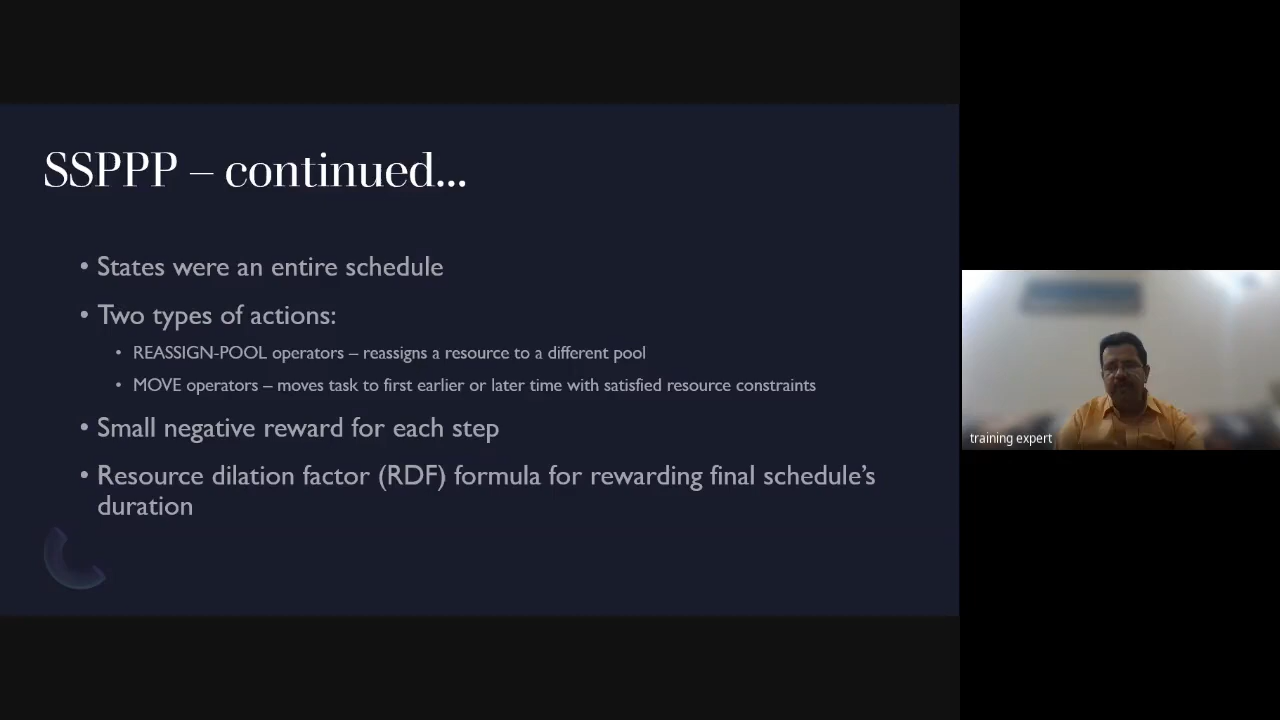 SSPPP – continued...
• States were an entire schedule
• Two types of actions:
• REASSIGN-POOL operators – reassigns a resource to a different pool
• MOVE operators – moves task to first earlier or later time with satisfied resource constraints
• Small negative reward for each step
• Resource dilation factor (RDF) formula for rewarding final schedule's
duration
training expert